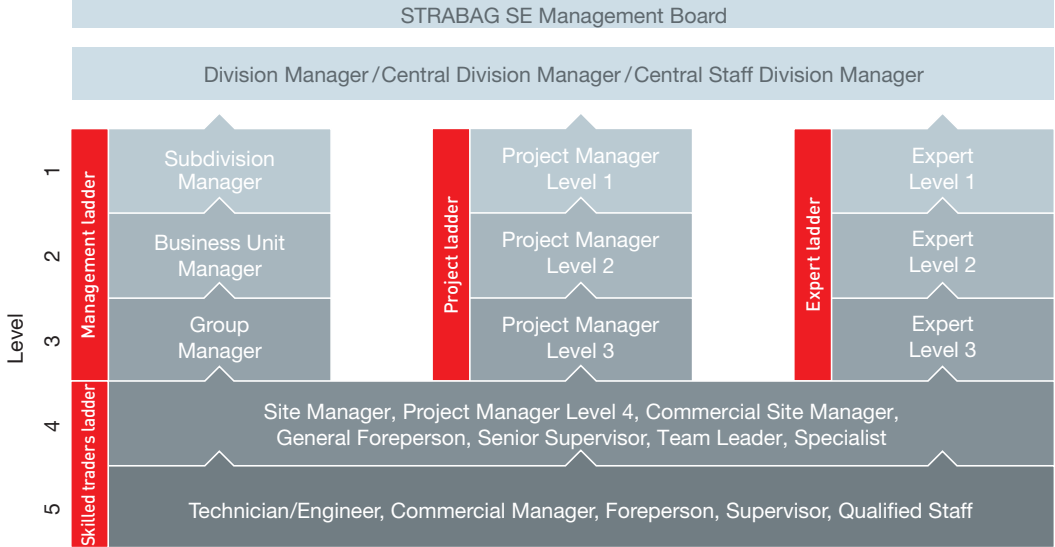 STRABAG SE Management Board
Division Manager/Central Division Manager/Central Staff Division Manager
Level
1
2
3
4
5
Management ladder
Subdivision
Manager
Business Unit
Manager
Group
Manager
Project ladder
Project Manager
Level 1
Project Manager
Level 2
Project Manager
Level 3
Expert ladder
Expert
Level 1
Expert
Level 2
Expert
Level 3
Skilled traders ladder
Site Manager, Project Manager Level 4, Commercial Site Manager,
General Foreperson, Senior Supervisor, Team Leader, Specialist
Technician/Engineer, Commercial Manager, Foreperson, Supervisor, Qualified Staff